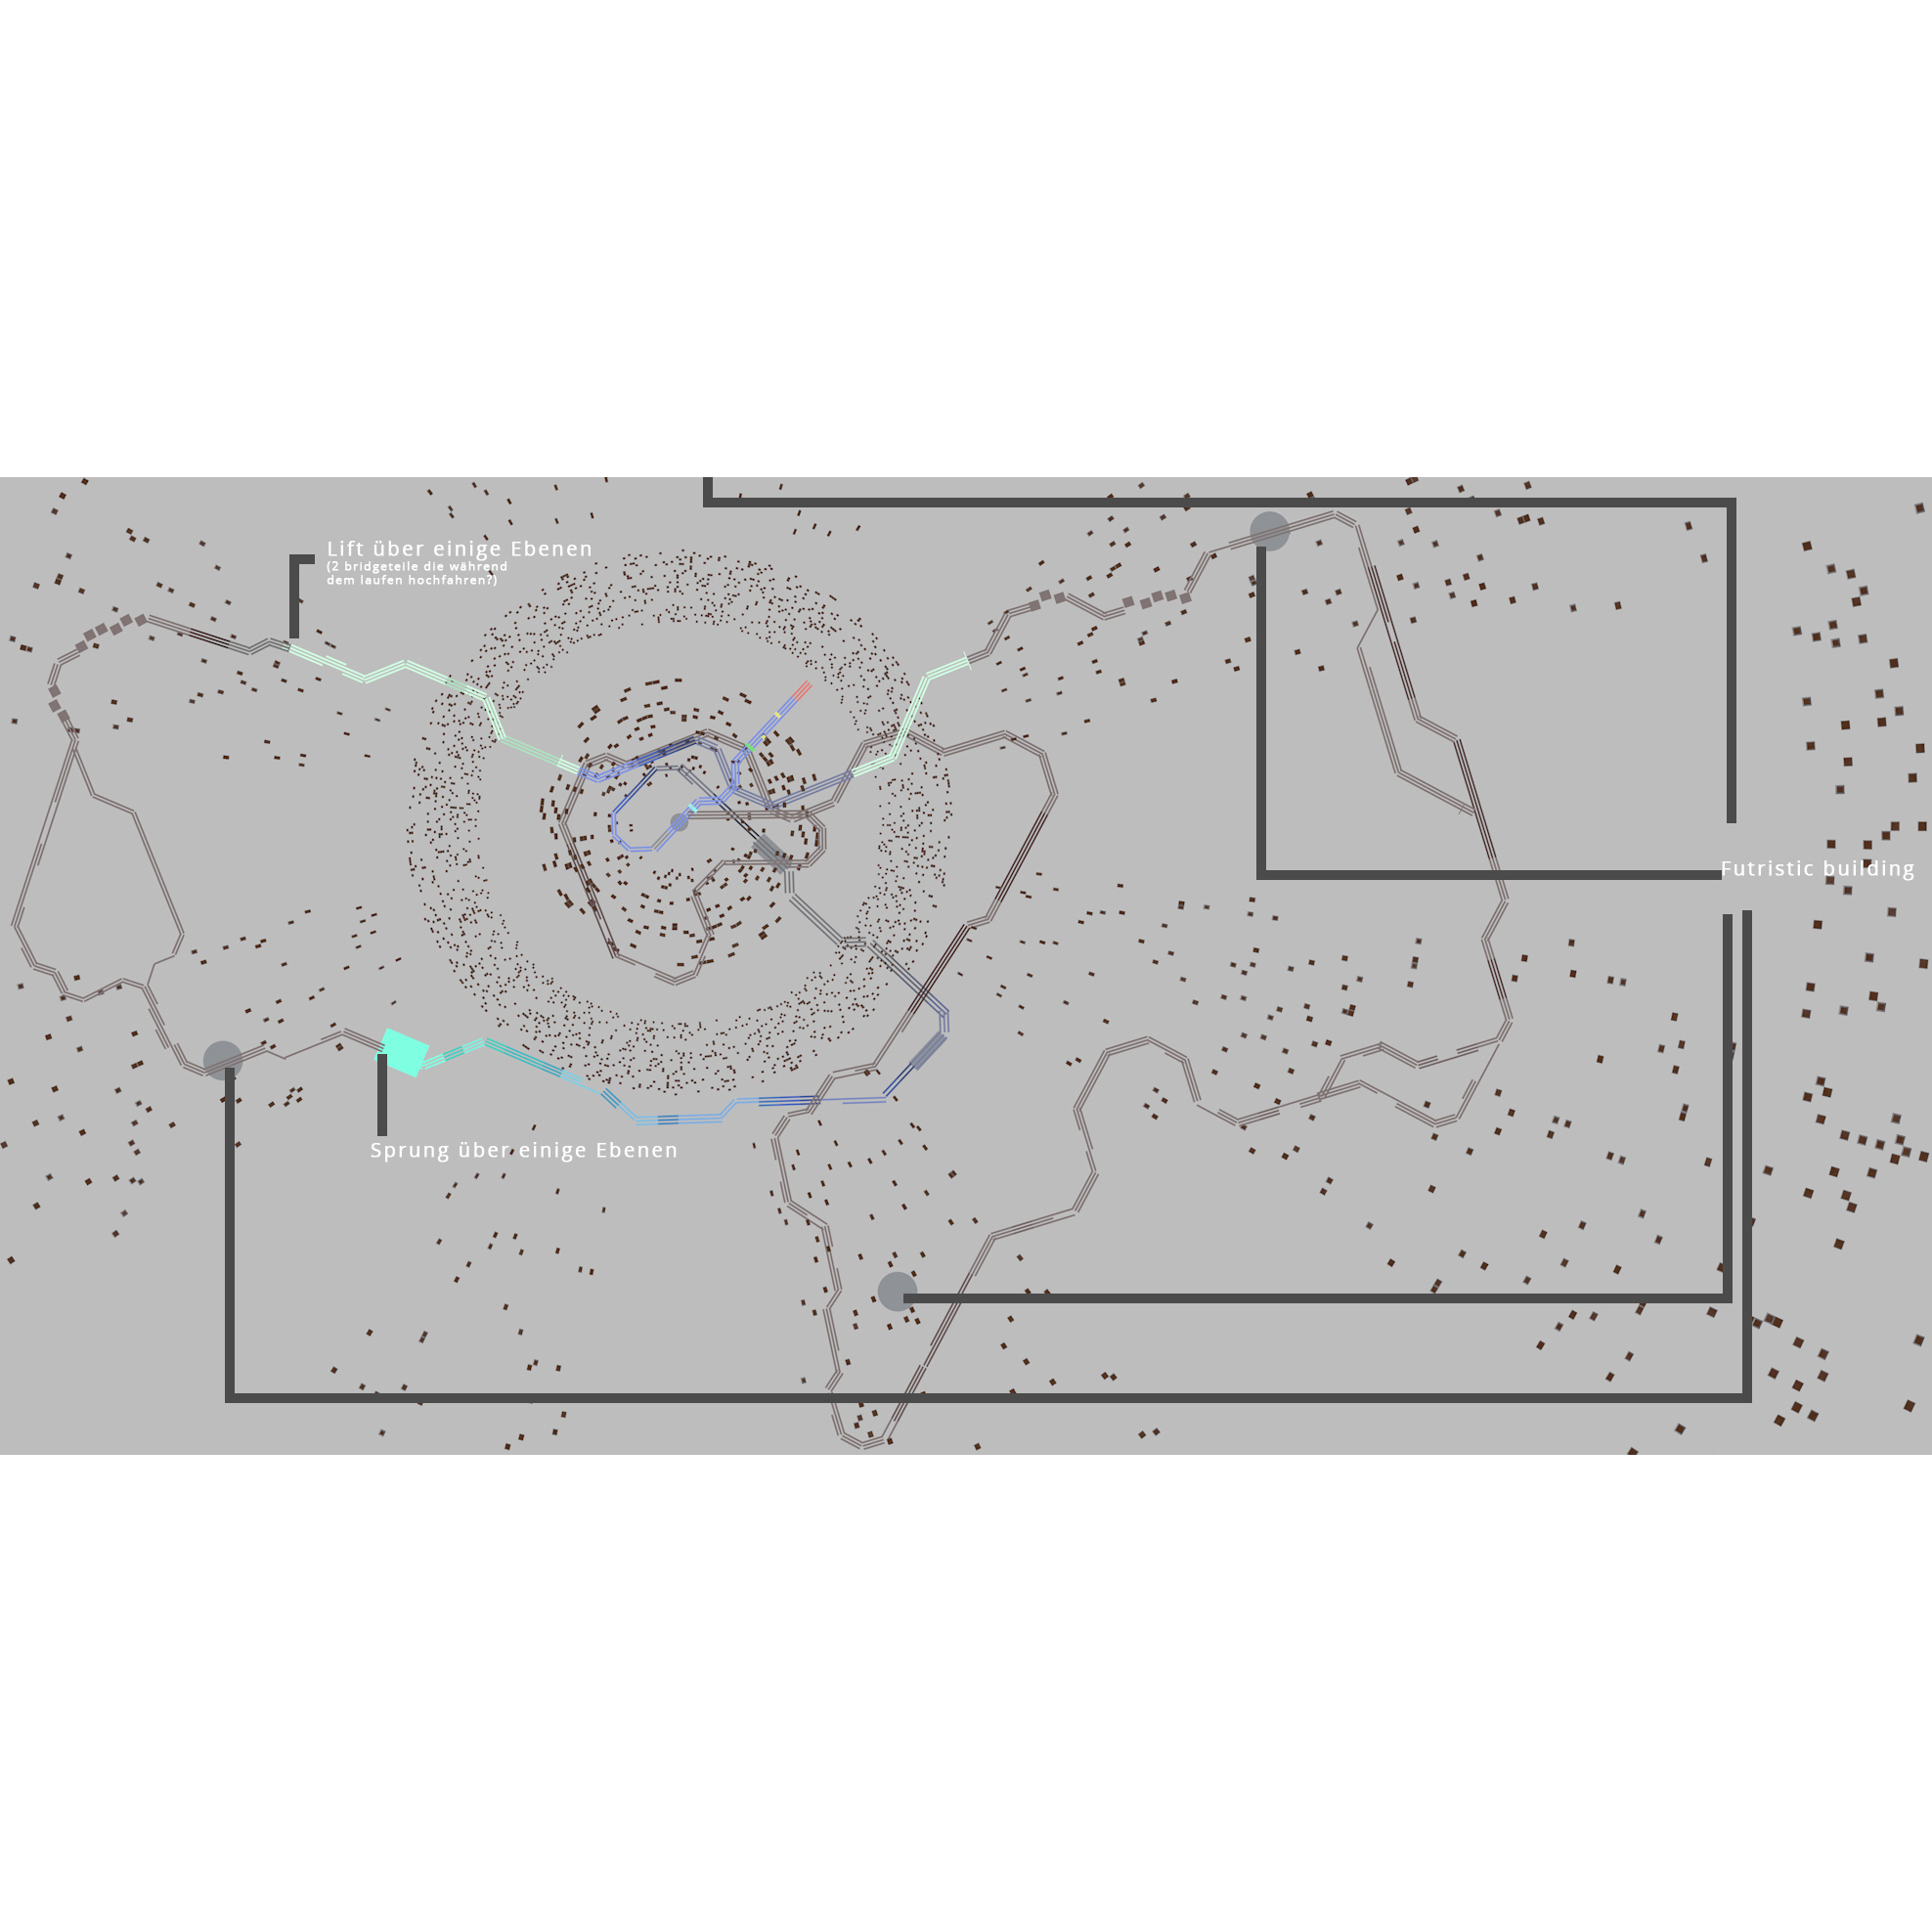 Lift über einige Ebenen
(2 bridgeteile die während
dem laufen hochfahren?)
Futristic building
Sprung über einige Ebenen